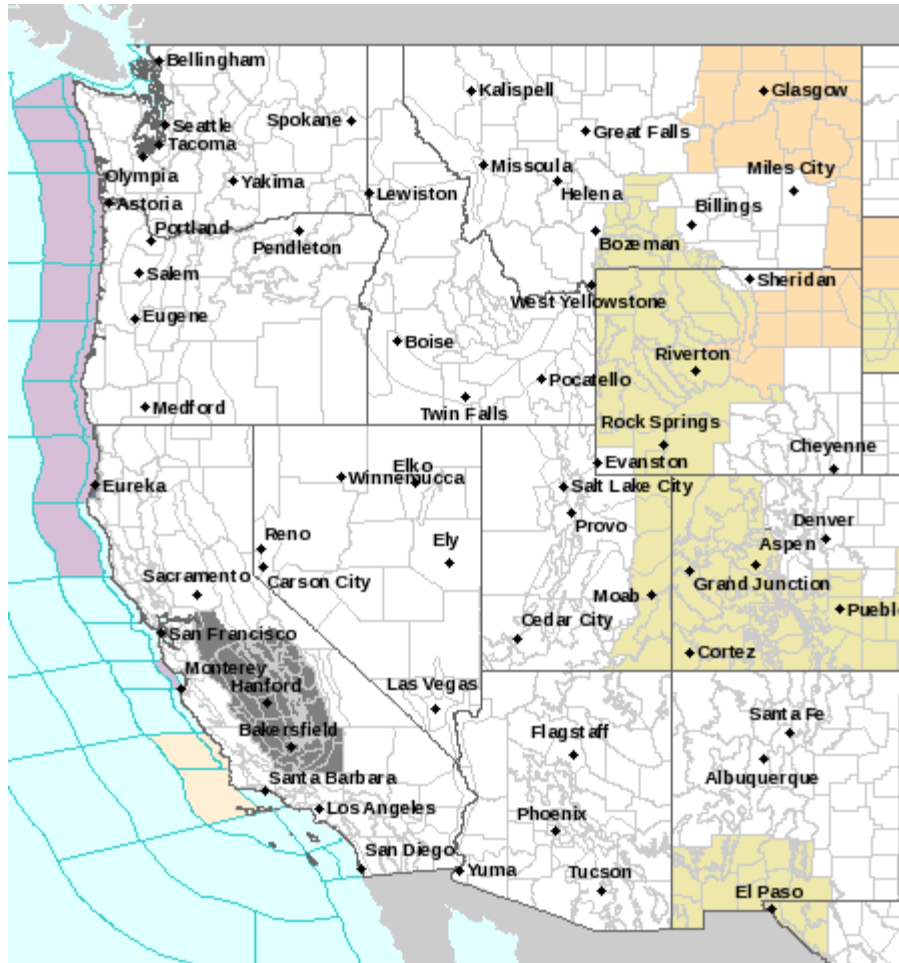 Bellingham
Kalispell
Glasgow
Seattle
Spokane
Great Falls
Tacoma
Olympia
Missoula
Miles City
Yakima
Lewiston
Helena
Astoria
Billings
Portland
Pendleton
Bozeman
Salem
Sheridan
West Yellowstone
Eugene
Boise
Riverton
Pocatello
Medford
Twin Falls
Rock Springs
Cheyenne
Elko
Evanston
Winnemucca
Eureka
Salt Lake City
Provo
Denver
Reno
Ely
Aspen
Sacramento
Carson City
Grand Junction
Moab
Pueblo
San Francisco
Cedar City
Cortez
Monterey
Hanford
Las Vegas
Santa Fe
Flagstaff
Bakersfield
Albuquerque
Santa Barbara
Los Angeles
Phoenix
San Diego
Yuma
Tucson
El Paso